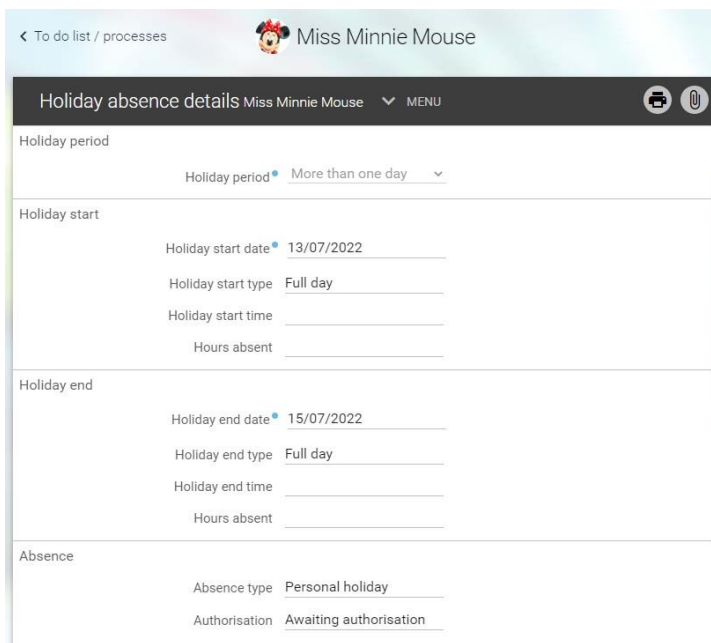 To do list / processes
Miss Minnie Mouse
Holiday absence details Miss Minnie Mouse MENU
Holiday period
Holiday period More than one day
Holiday start
Holiday start date 13/07/2022
Holiday start type Full day
Holiday start time
Hours absent
Holiday end
Holiday end date 15/07/2022
Holiday end type Full day
Holiday end time
Hours absent
Absence
Absence type Personal holiday
Authorisation Awaiting authorisation